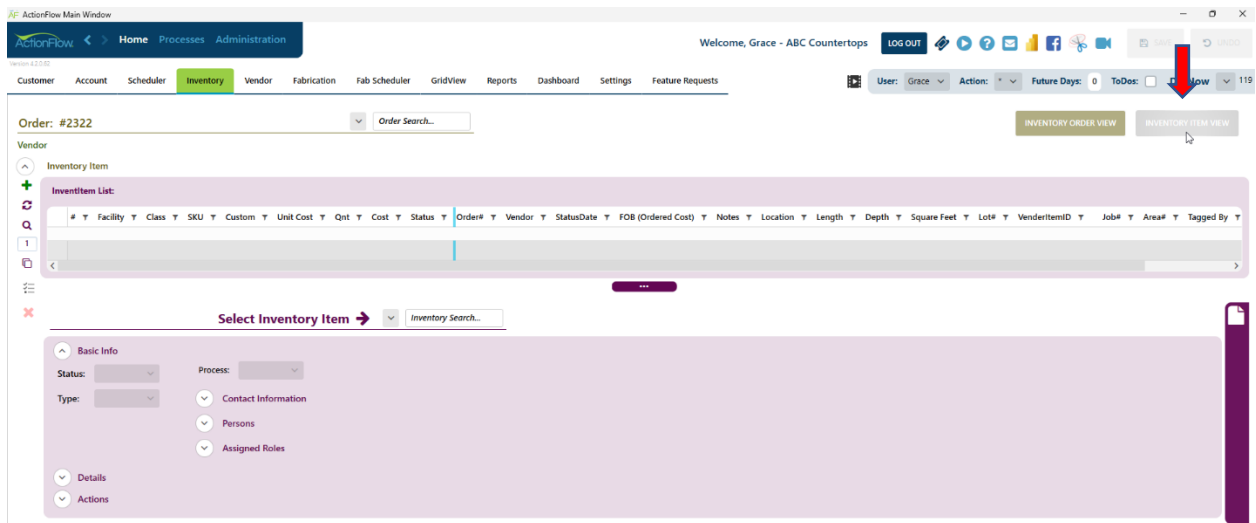 ActionFlow Main Window
ActionFlow Home Processes Administration Welcome, Grace - ABC Countertops LOG OUT SAVE UNDO
Customer Account Scheduler Inventory Vendor Fabrication Fab Scheduler GridView Reports Dashboard Settings Feature Requests User: Grace Action: * Future Days: 0 ToDos: 119
Order: #2322 Order Search... INVENTORY ORDER VIEW INVENTORY ITEM VIEW
Vendor
Inventory Item
InventItem List:
# Facility Class SKU Custom Unit Cost Qnt Cost Status Order# Vendor StatusDate FOB (Ordered Cost) Notes Location Length Depth Square Feet Lot# VenderItemID Job# Area# Tagged By
1
Select Inventory Item Inventory Search...
Basic Info
Status: Process:
Type: Contact Information
Persons
Assigned Roles
Details
Actions